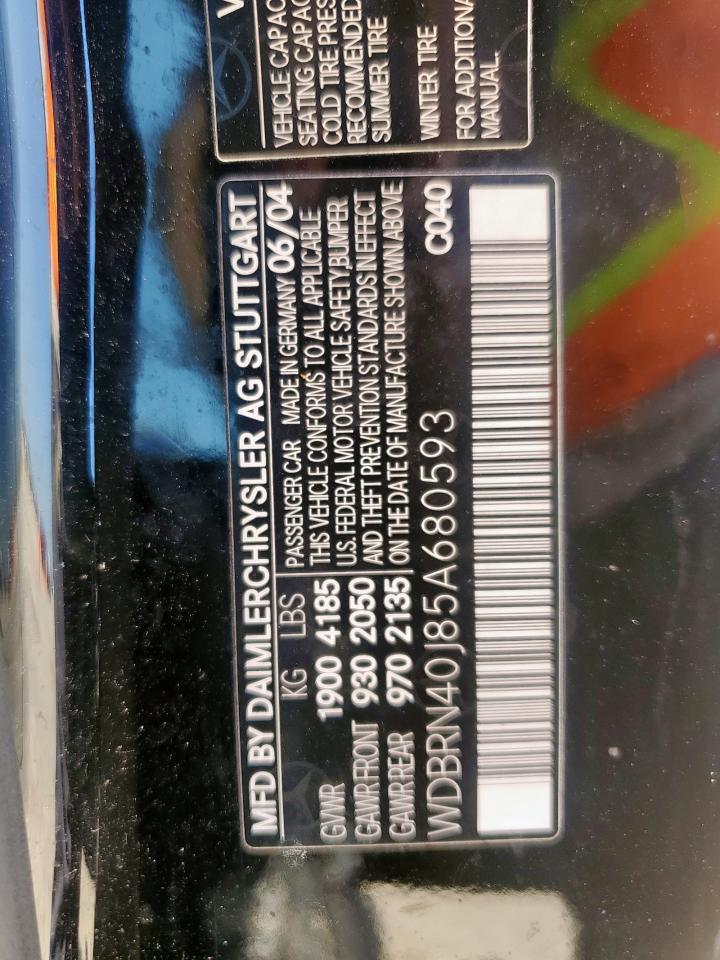 MFD BY DAIMLERCHRYSLER AG STUTTGART
KG LBS
GVWR 1900 4185
GAWR FRONT 930 2050
GAWR REAR 970 2135
PASSENGER CAR MADE IN GERMANY 06/04
THIS VEHICLE CONFORMS TO ALL APPLICABLE
U.S. FEDERAL MOTOR VEHICLE SAFETY, BUMPER
AND THEFT PREVENTION STANDARDS IN EFFECT
ON THE DATE OF MANUFACTURE SHOWN ABOVE
WDBRN40J85A680593 C040
VEHICLE CAPAC
SEATING CAPAC
COLD TIRE PRES
RECOMMENDED
SUMMER TIRE
WINTER TIRE
FOR ADDITIONA
MANUAL